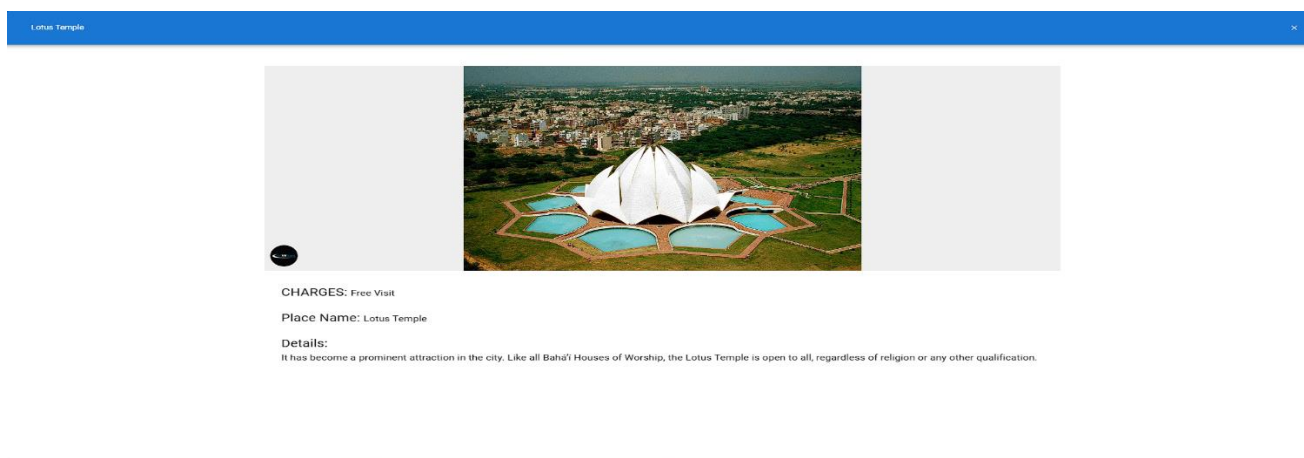 Lotus Temple ×
CHARGES: Free Visit
Place Name: Lotus Temple
Details:
It has become a prominent attraction in the city. Like all Bahá'í Houses of Worship, the Lotus Temple is open to all, regardless of religion or any other qualification.